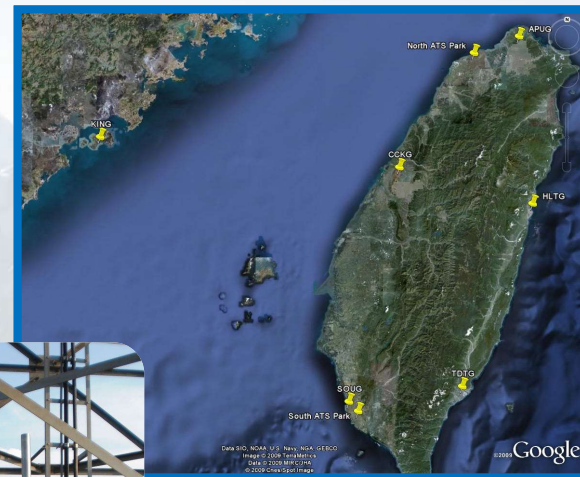 APUG
North ATS Park
KING
CCKG
HLTG
TDTG
SOUG
South ATS Park
Data SIO, NOAA, U.S. Navy, NGA, GEBCO
Image © 2009 TerraMetrics
Data © 2009 MIRC/JHA
© 2009 Cnes/Spot Image
©2009 Google
N